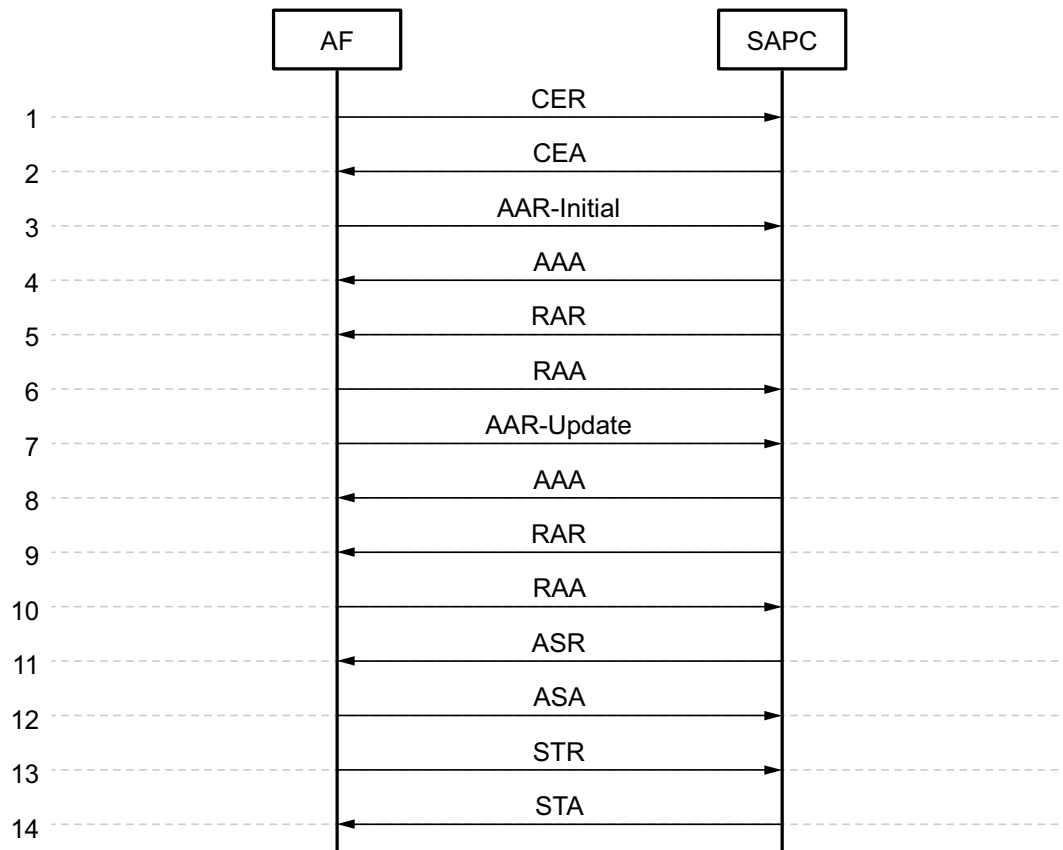 AF SAPC
CER
1
CEA
2
AAR-Initial
3
AAA
4
RAR
5
RAA
6
AAR-Update
7
AAA
8
RAR
9
RAA
10
ASR
11
ASA
12
STR
13
STA
14